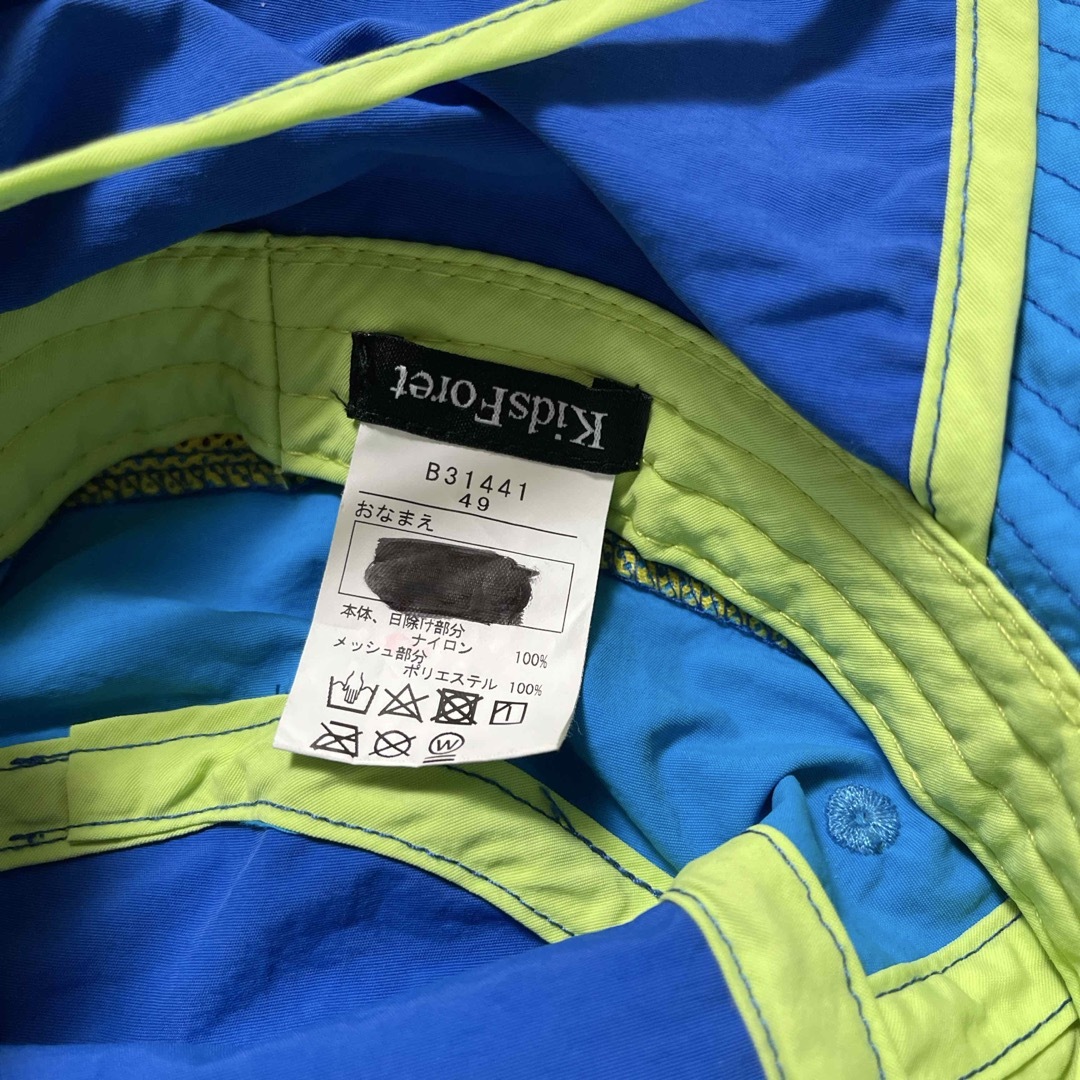 KidsForet
B31441
49
おなまえ
本体、日除け部分
ナイロン 100%
メッシュ部分
ポリエステル 100%
W